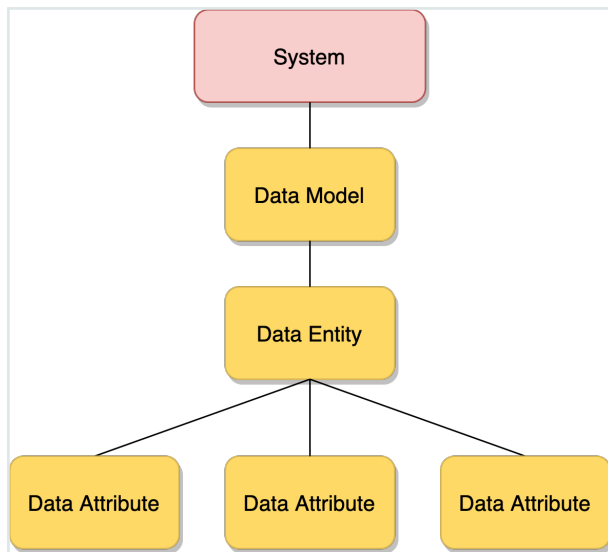 System
Data Model
Data Entity
Data Attribute
Data Attribute
Data Attribute